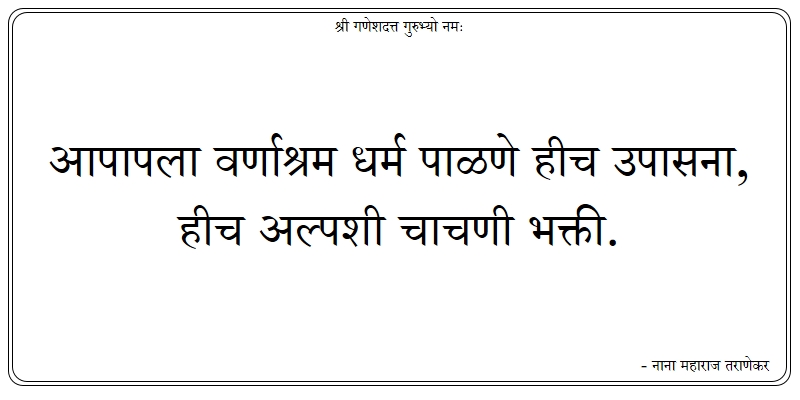 श्री गणेशदत्त गुरुभ्यो नमः
आपापला वर्णाश्रम धर्म पाळणे हीच उपासना,
हीच अल्पशी चाचणी भक्ती.
- नाना महाराज तराणेकर